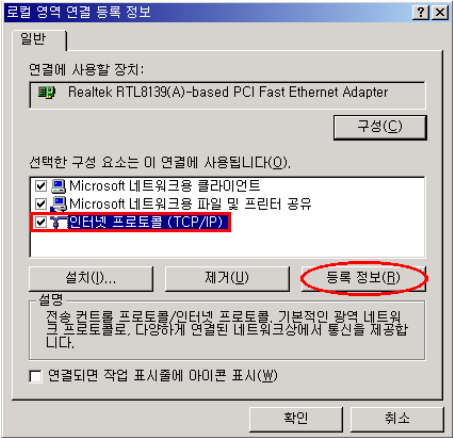 로컬 영역 연결 등록 정보
일반
연결에 사용할 장치:
Realtek RTL8139(A)-based PCI Fast Ethernet Adapter
구성(C)
선택한 구성 요소는 이 연결에 사용됩니다(O).
Microsoft 네트워크용 클라이언트
Microsoft 네트워크용 파일 및 프린터 공유
인터넷 프로토콜 (TCP/IP)
설치(I)... 제거(U) 등록 정보(R)
설명
전송 컨트롤 프로토콜/인터넷 프로토콜. 기본적인 광역 네트워
크 프로토콜로, 다양하게 연결된 네트워크상에서 통신을 제공합
니다.
연결되면 작업 표시줄에 아이콘 표시(W)
확인 취소